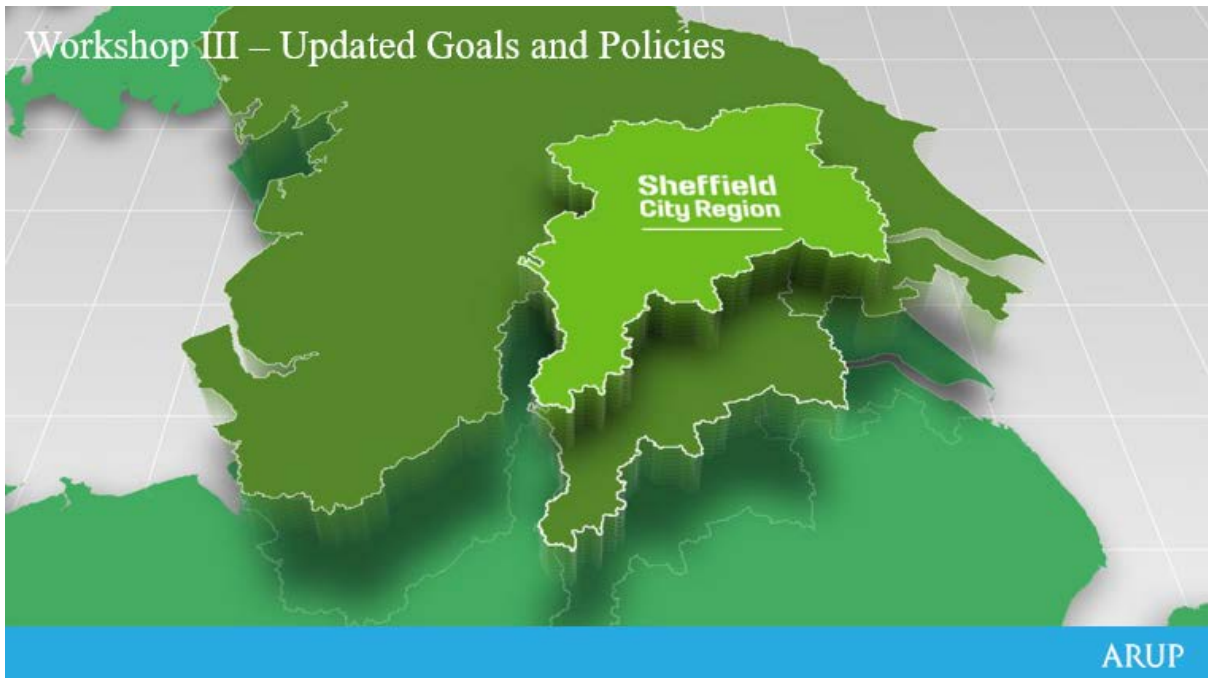 Workshop III – Updated Goals and Policies
Sheffield
City Region
ARUP